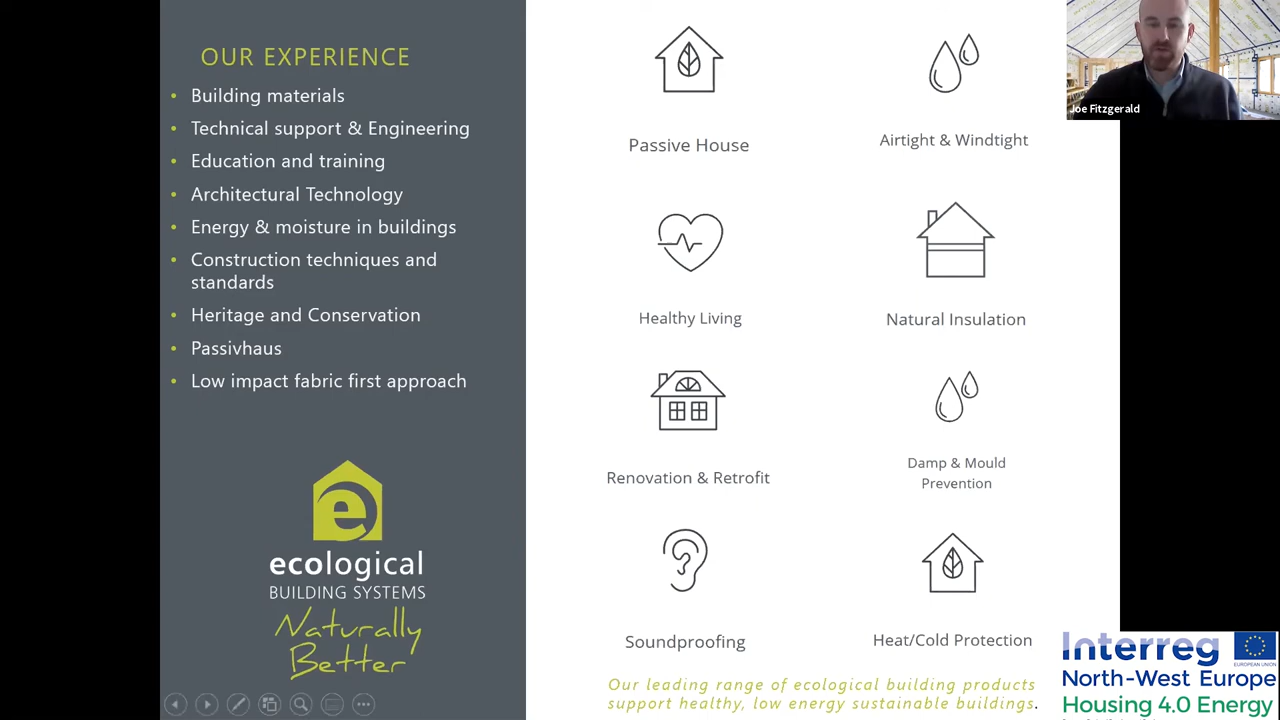 OUR EXPERIENCE
• Building materials
• Technical support & Engineering
• Education and training
• Architectural Technology
• Energy & moisture in buildings
• Construction techniques and
standards
• Heritage and Conservation
• Passivhaus
• Low impact fabric first approach
ecological
BUILDING SYSTEMS
Naturally
Better
Passive House
Airtight & Windtight
Healthy Living
Natural Insulation
Renovation & Retrofit
Damp & Mould
Prevention
Soundproofing
Heat/Cold Protection
Our leading range of ecological building products
support healthy, low energy sustainable buildings.
Joe Fitzgerald
Interreg
EUROPEAN UNION
North-West Europe
Housing 4.0 Energy